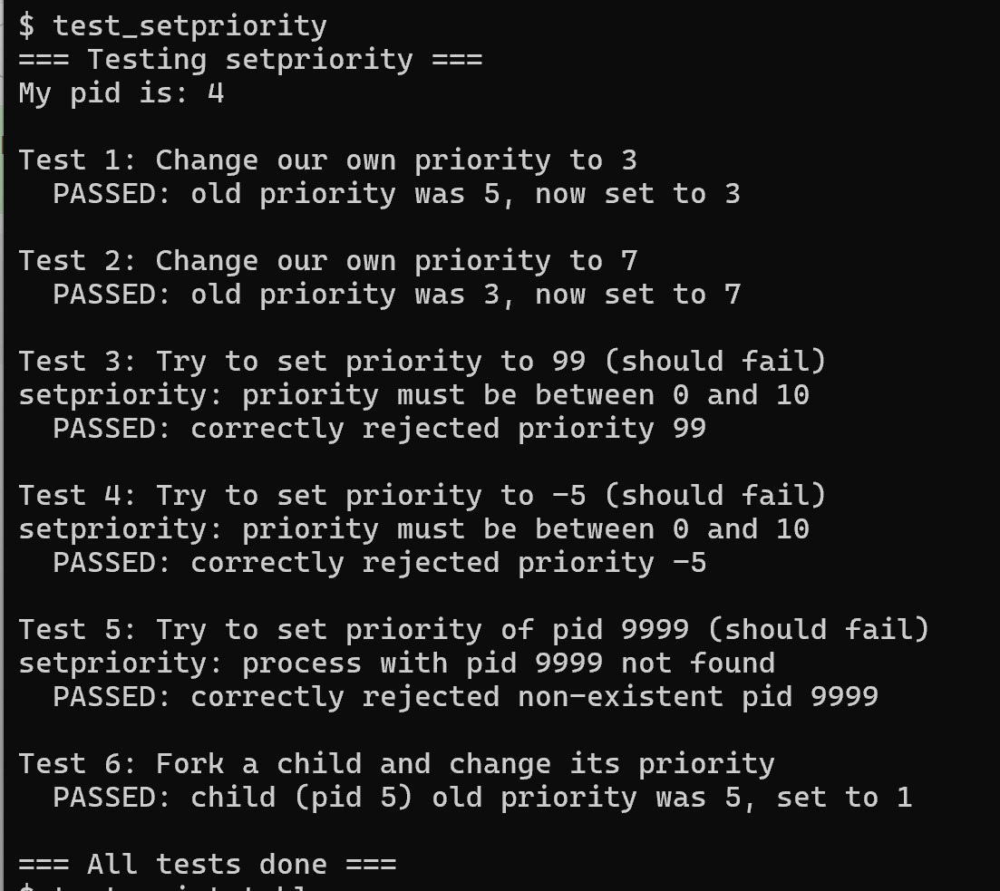 $ test_setpriority
=== Testing setpriority ===
My pid is: 4
Test 1: Change our own priority to 3
PASSED: old priority was 5, now set to 3
Test 2: Change our own priority to 7
PASSED: old priority was 3, now set to 7
Test 3: Try to set priority to 99 (should fail)
setpriority: priority must be between 0 and 10
PASSED: correctly rejected priority 99
Test 4: Try to set priority to -5 (should fail)
setpriority: priority must be between 0 and 10
PASSED: correctly rejected priority -5
Test 5: Try to set priority of pid 9999 (should fail)
setpriority: process with pid 9999 not found
PASSED: correctly rejected non-existent pid 9999
Test 6: Fork a child and change its priority
PASSED: child (pid 5) old priority was 5, set to 1
=== All tests done ===
$